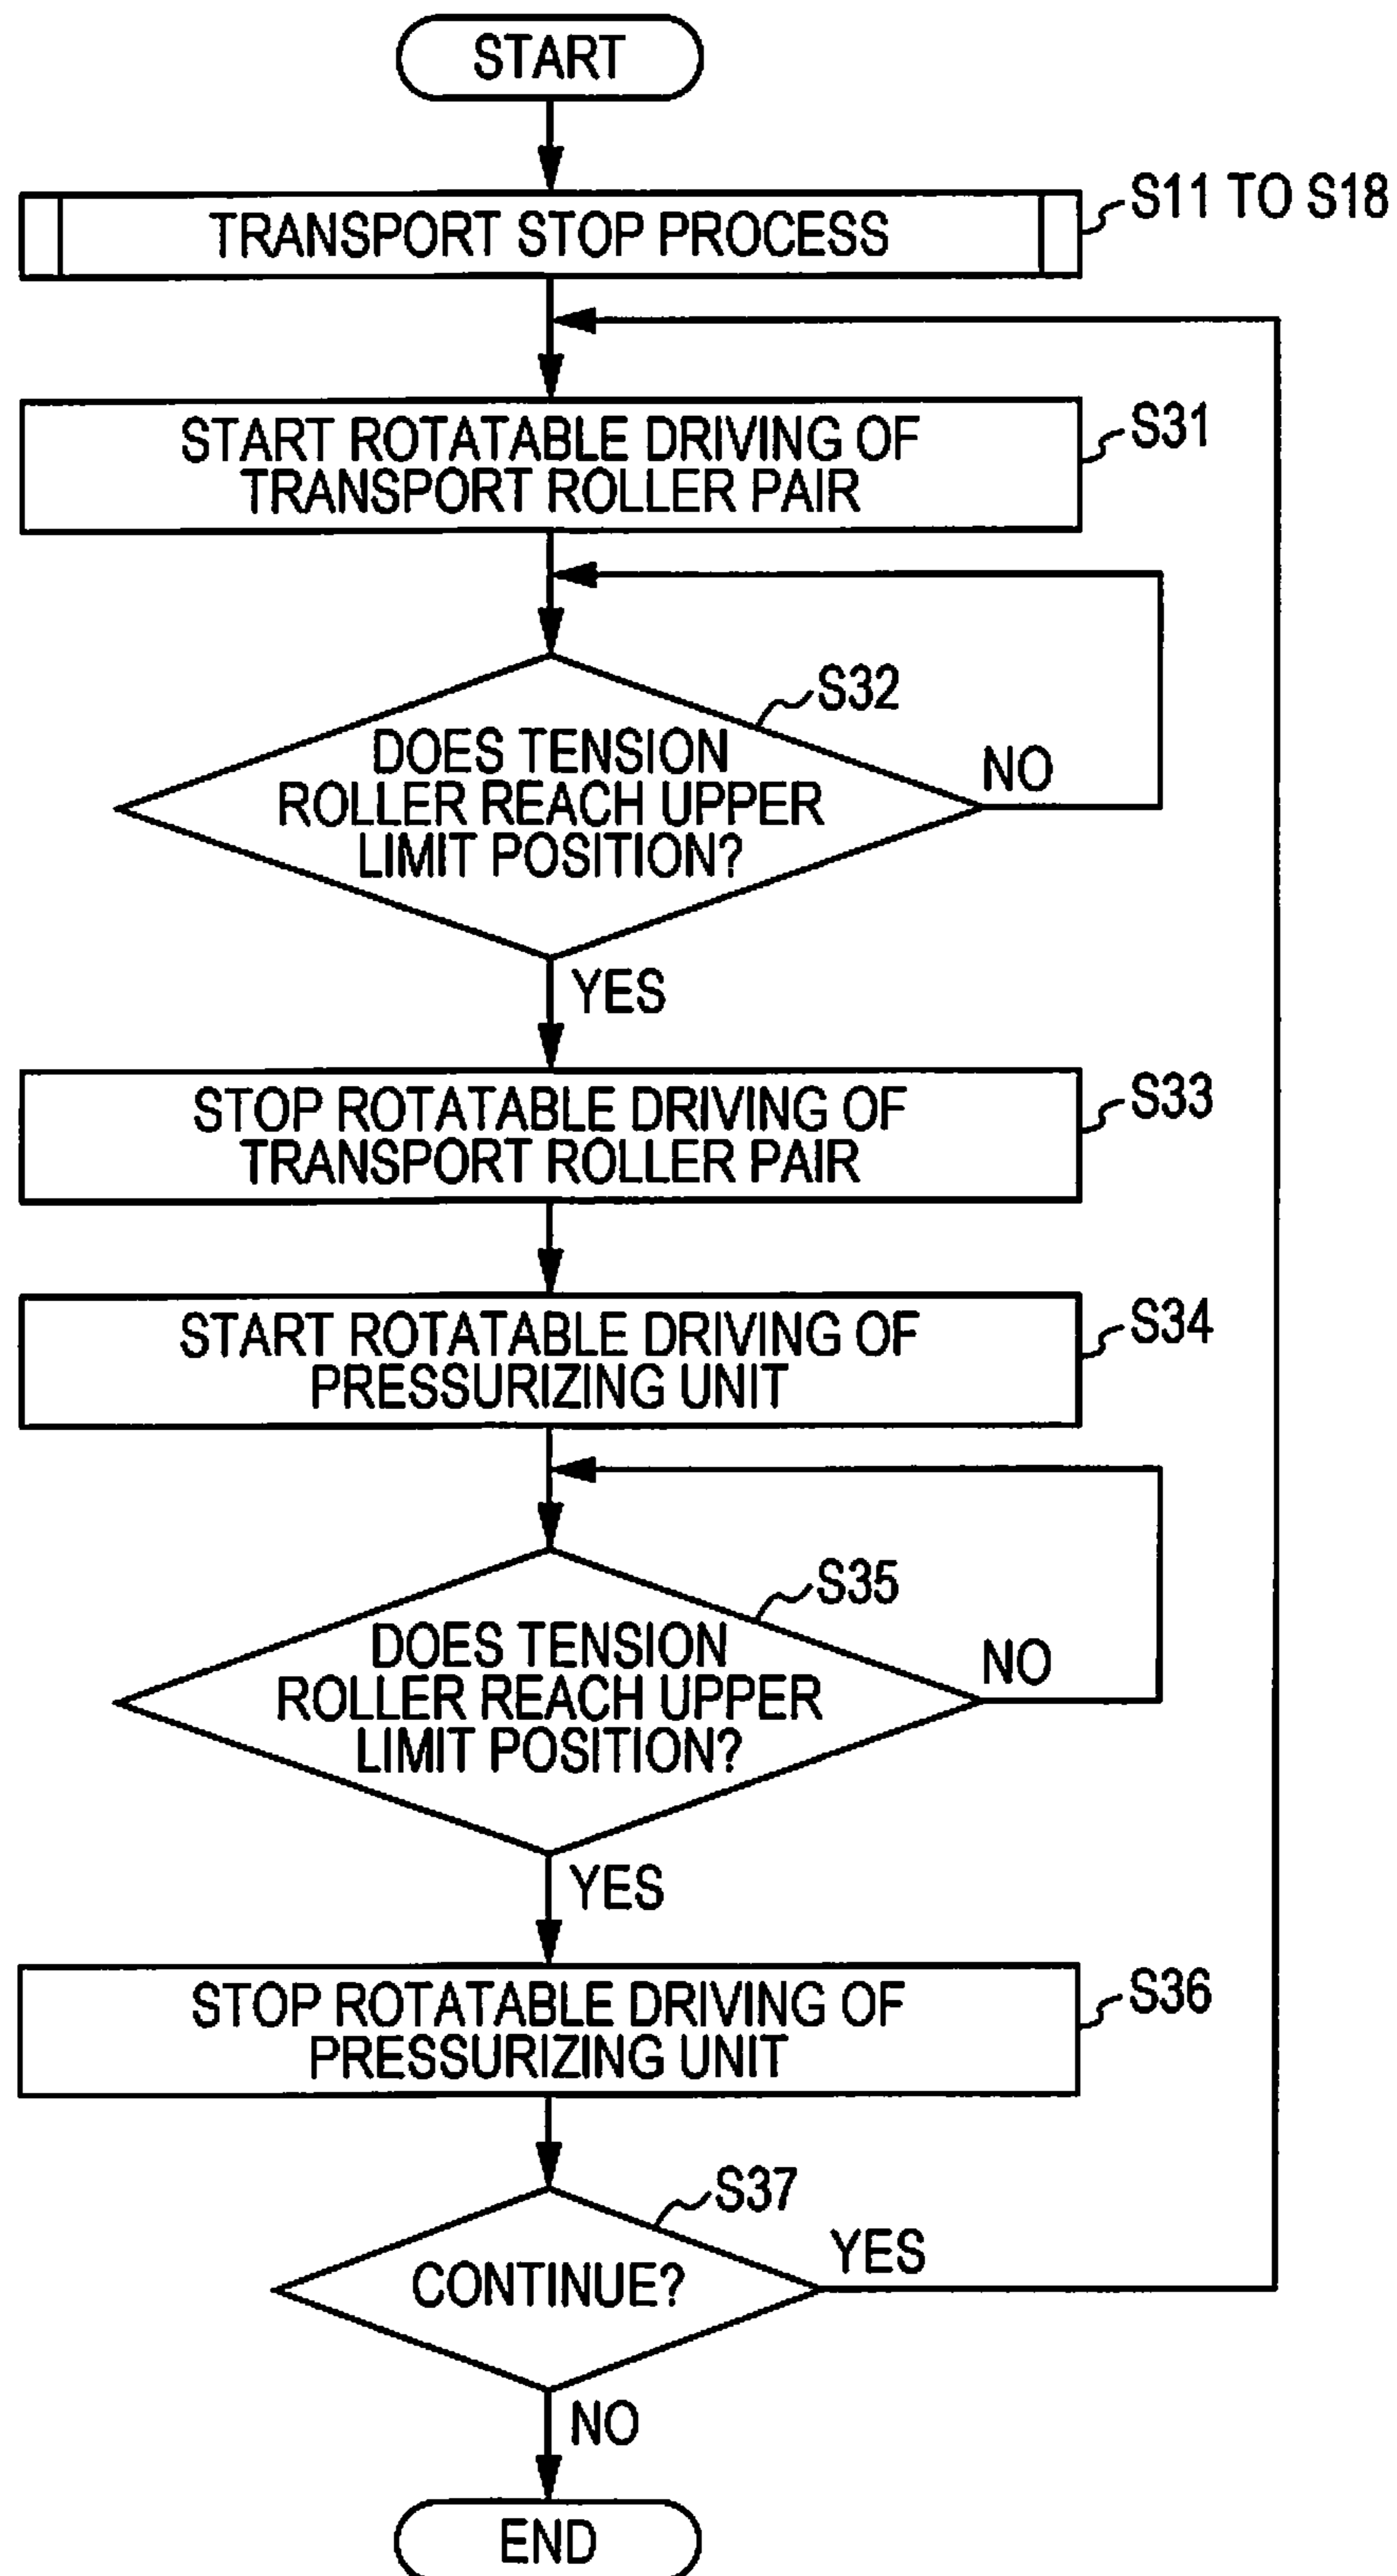 START
TRANSPORT STOP PROCESS
S11 TO S18
START ROTATABLE DRIVING OF
TRANSPORT ROLLER PAIR
S31
S32
DOES TENSION
ROLLER REACH UPPER
LIMIT POSITION?
NO
YES
STOP ROTATABLE DRIVING OF
TRANSPORT ROLLER PAIR
S33
START ROTATABLE DRIVING OF
PRESSURIZING UNIT
S34
S35
DOES TENSION
ROLLER REACH UPPER
LIMIT POSITION?
NO
YES
STOP ROTATABLE DRIVING OF
PRESSURIZING UNIT
S36
S37
CONTINUE?
YES
NO
END